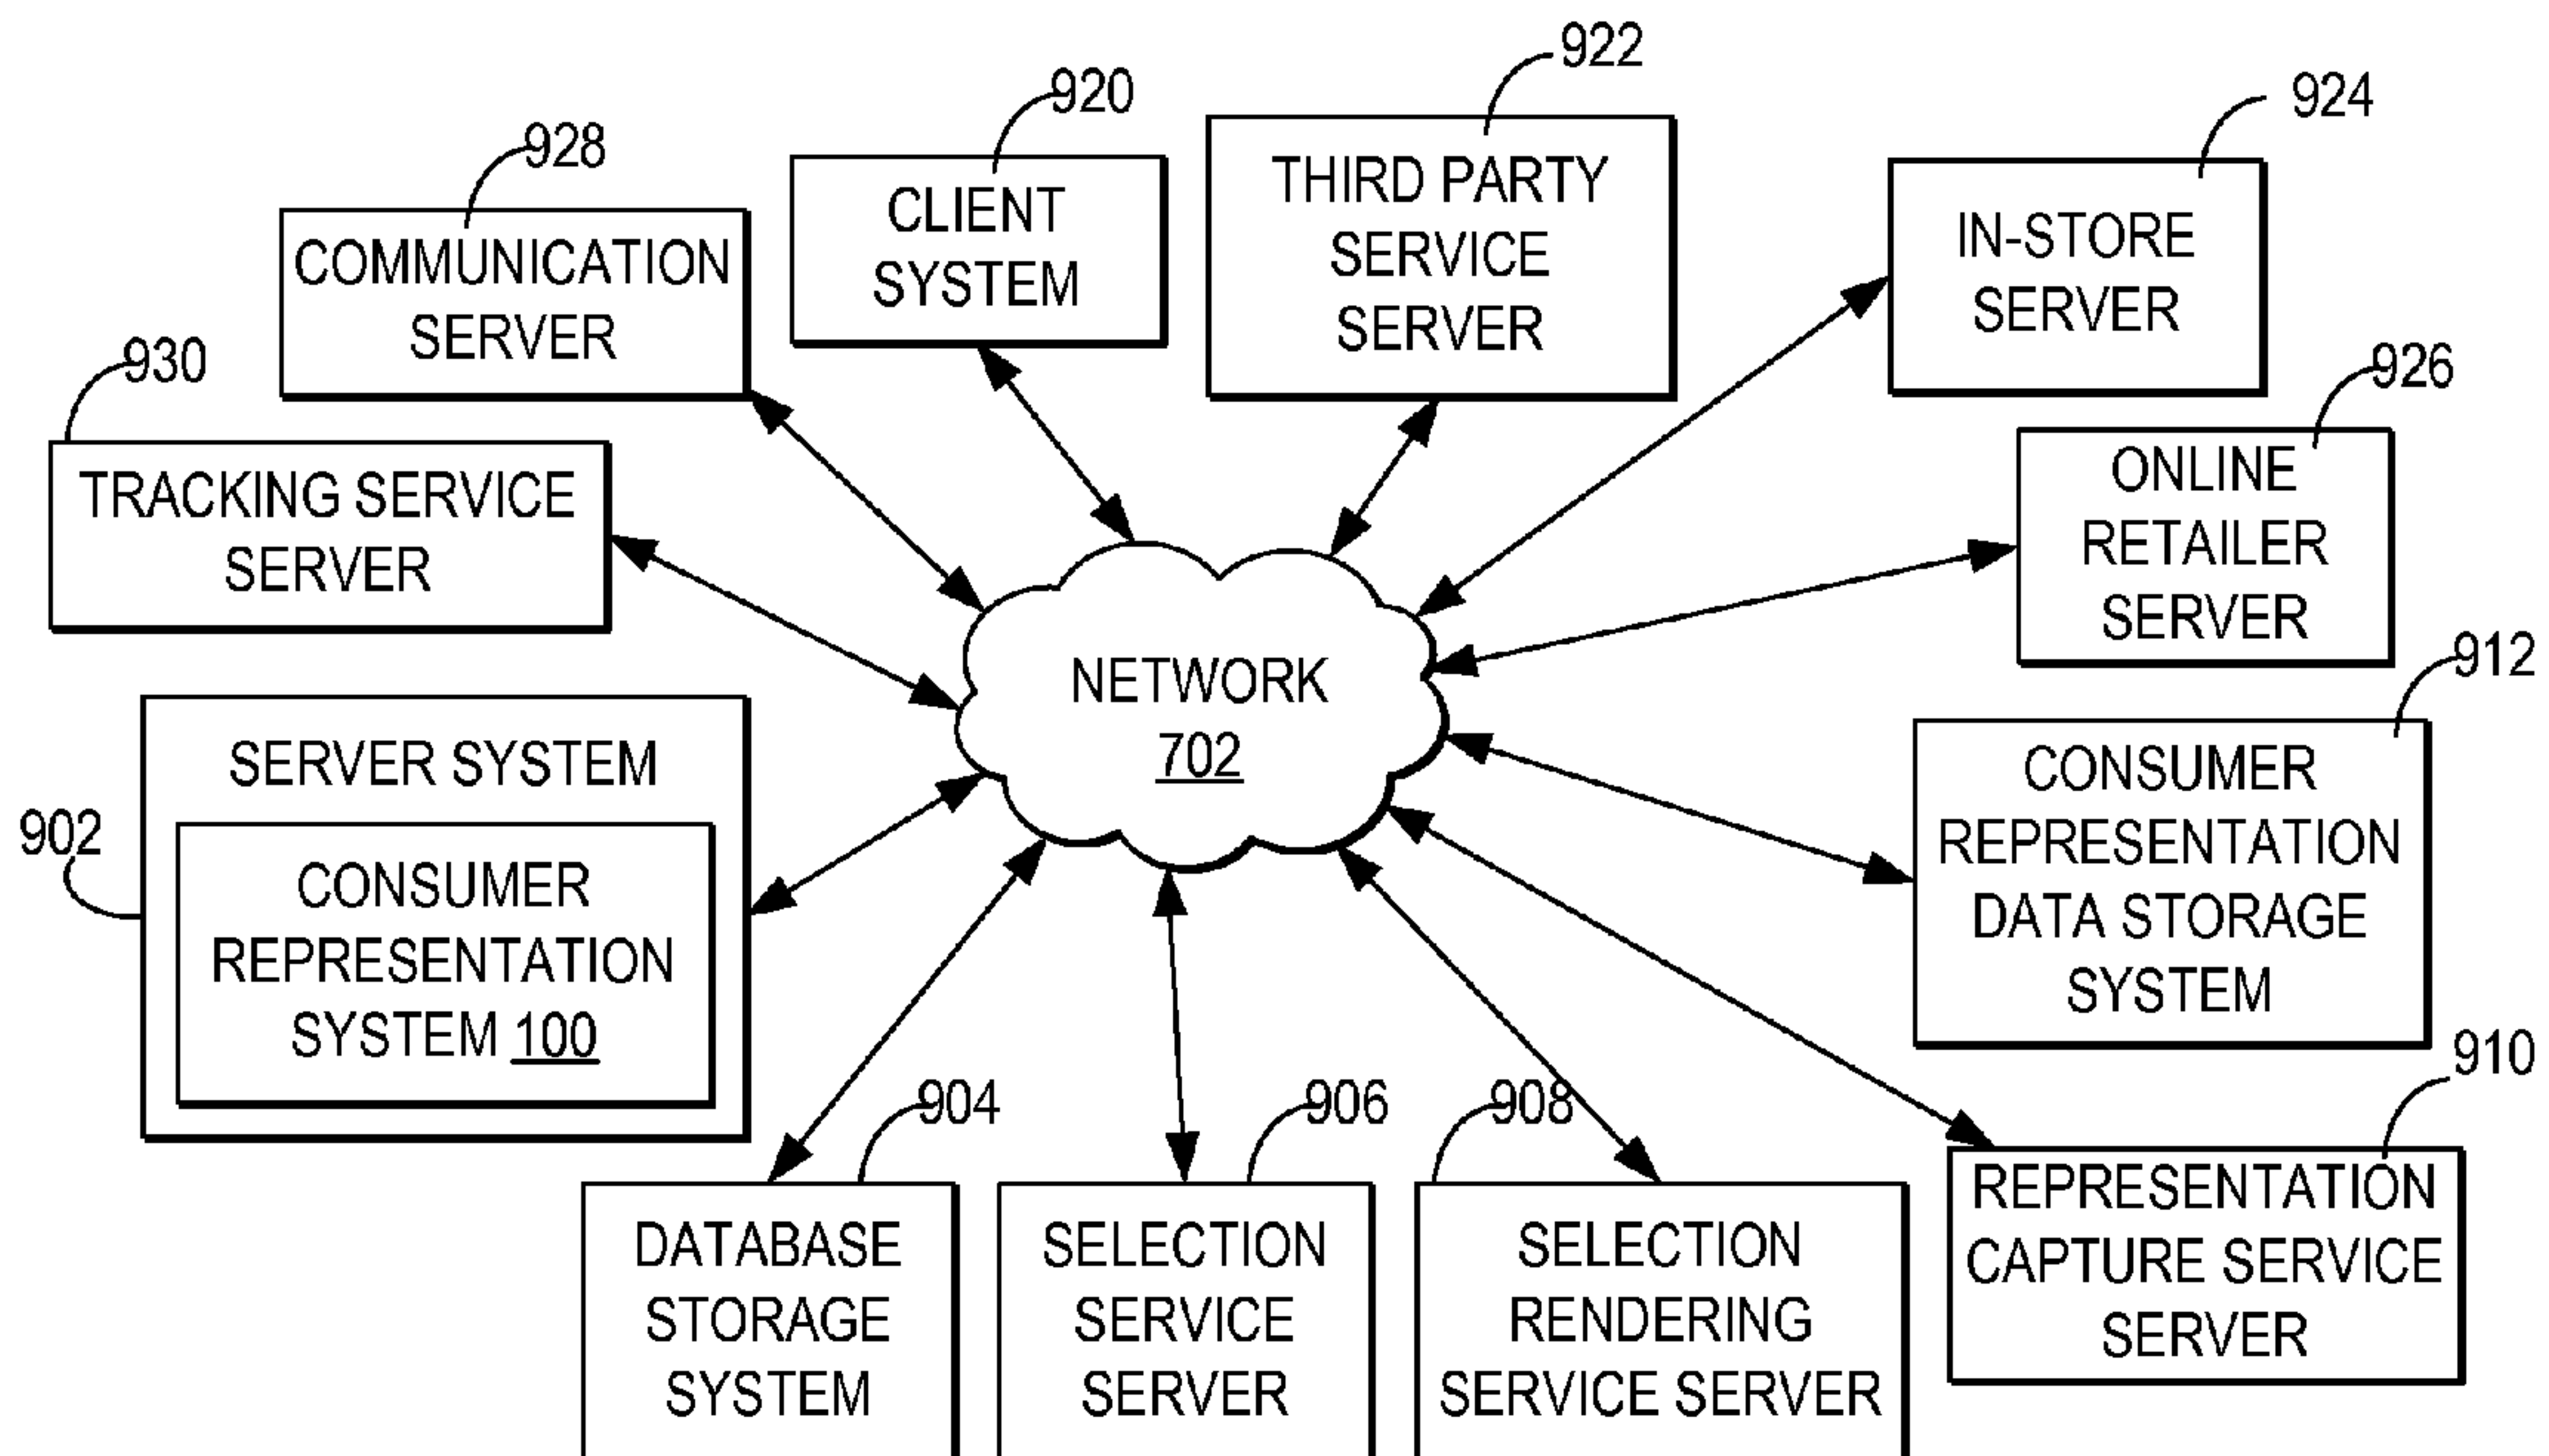 922
920
924
928
THIRD PARTY
SERVICE
SERVER
CLIENT
SYSTEM
IN-STORE
SERVER
COMMUNICATION
SERVER
930
926
TRACKING SERVICE
SERVER
ONLINE
RETAILER
SERVER
912
NETWORK
702
SERVER SYSTEM
902
CONSUMER
REPRESENTATION
SYSTEM 100
CONSUMER
REPRESENTATION
DATA STORAGE
SYSTEM
910
904
906
908
REPRESENTATION
CAPTURE SERVICE
SERVER
DATABASE
STORAGE
SYSTEM
SELECTION
SERVICE
SERVER
SELECTION
RENDERING
SERVICE SERVER